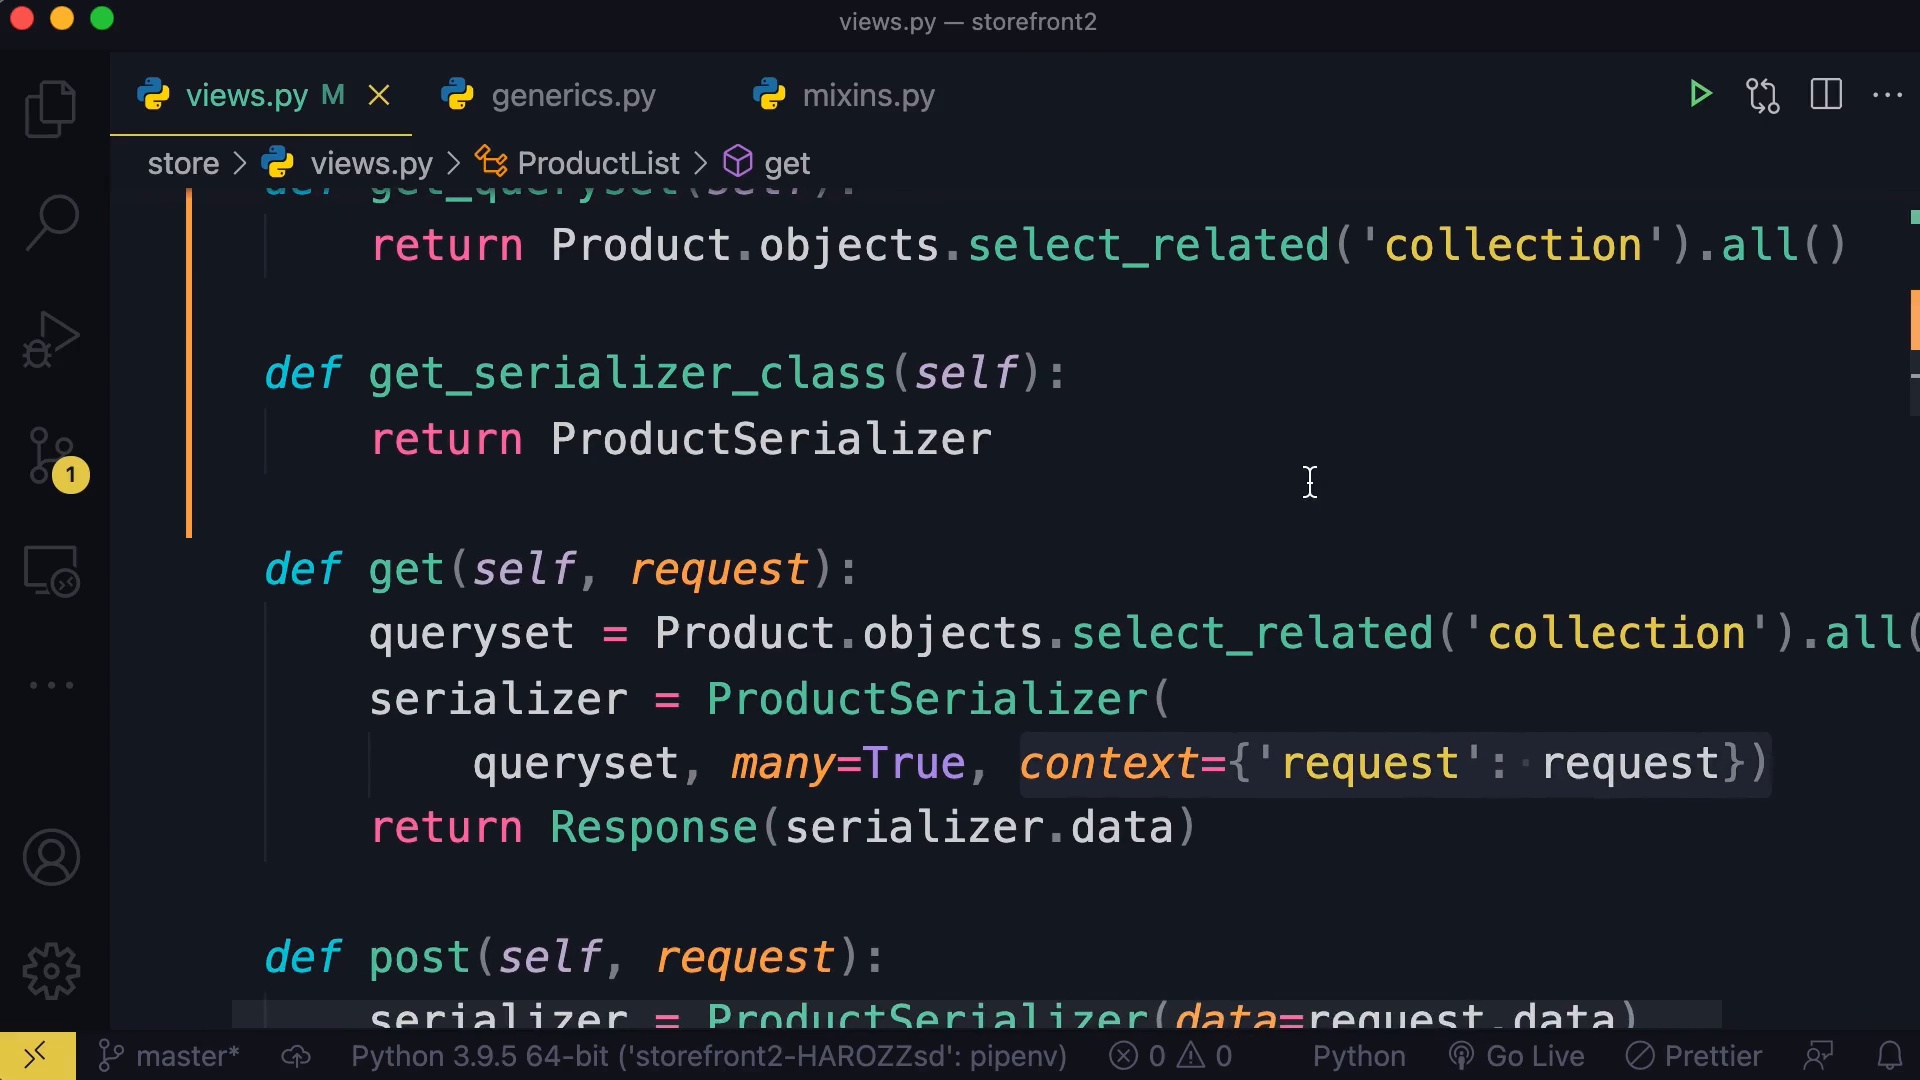 views.py — storefront2
views.py M
generics.py
mixins.py
store > views.py > ProductList > get
def get_queryset(self):
return Product.objects.select_related('collection').all()
def get_serializer_class(self):
return ProductSerializer
def get(self, request):
queryset = Product.objects.select_related('collection').all(
serializer = ProductSerializer(
queryset, many=True, context={'request': request})
return Response(serializer.data)
def post(self, request):
serializer = ProductSerializer(data=request.data)
1
master*
Python 3.9.5 64-bit ('storefront2-HAROZZsd': pipenv)
0
0
Python
Go Live
Prettier